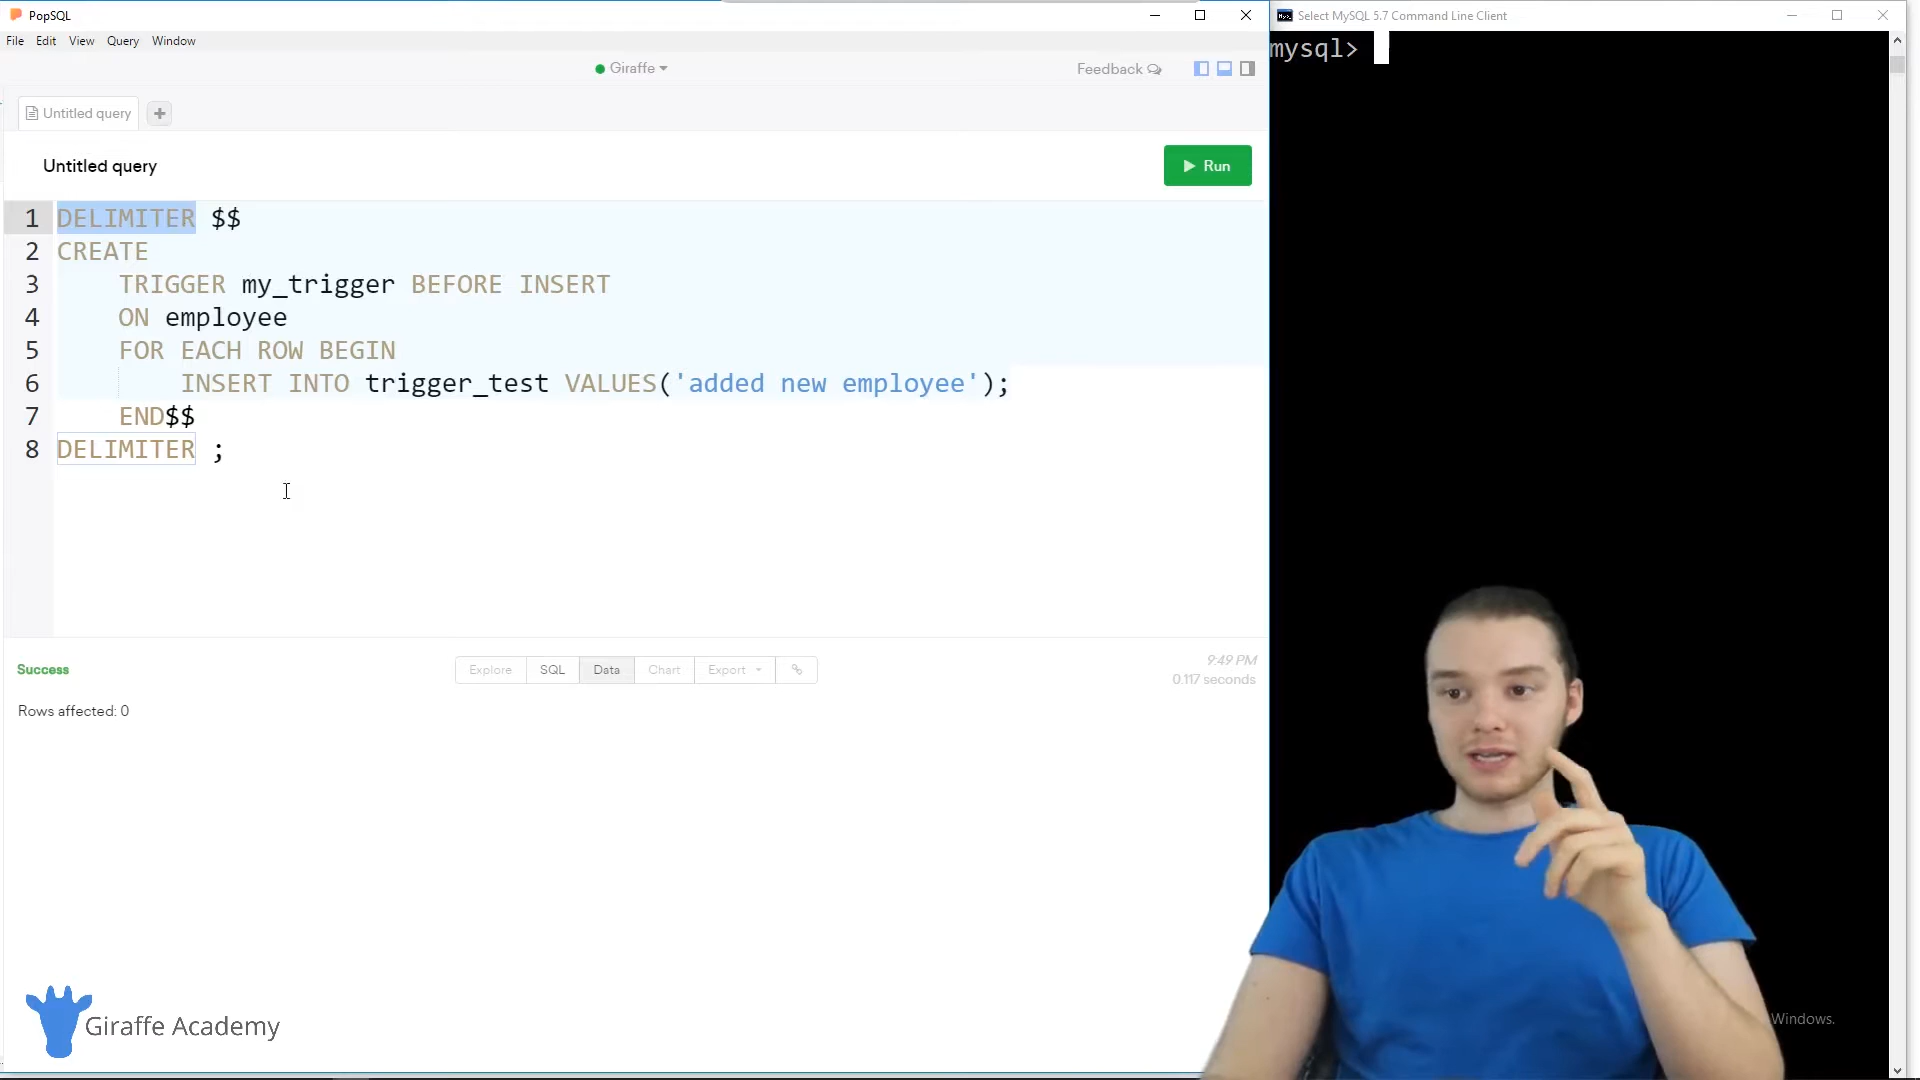 PopSQL
Select MySQL 5.7 Command Line Client
File Edit View Query Window
mysql>
Giraffe
Feedback
Untitled query
Untitled query
Run
1 DELIMITER $$
2 CREATE
3 TRIGGER my_trigger BEFORE INSERT
4 ON employee
5 FOR EACH ROW BEGIN
6 INSERT INTO trigger_test VALUES('added new employee');
7 END$$
8 DELIMITER ;
Success
Explore SQL Data Chart Export
9:49 PM
0.117 seconds
Rows affected: 0
Giraffe Academy
Windows.